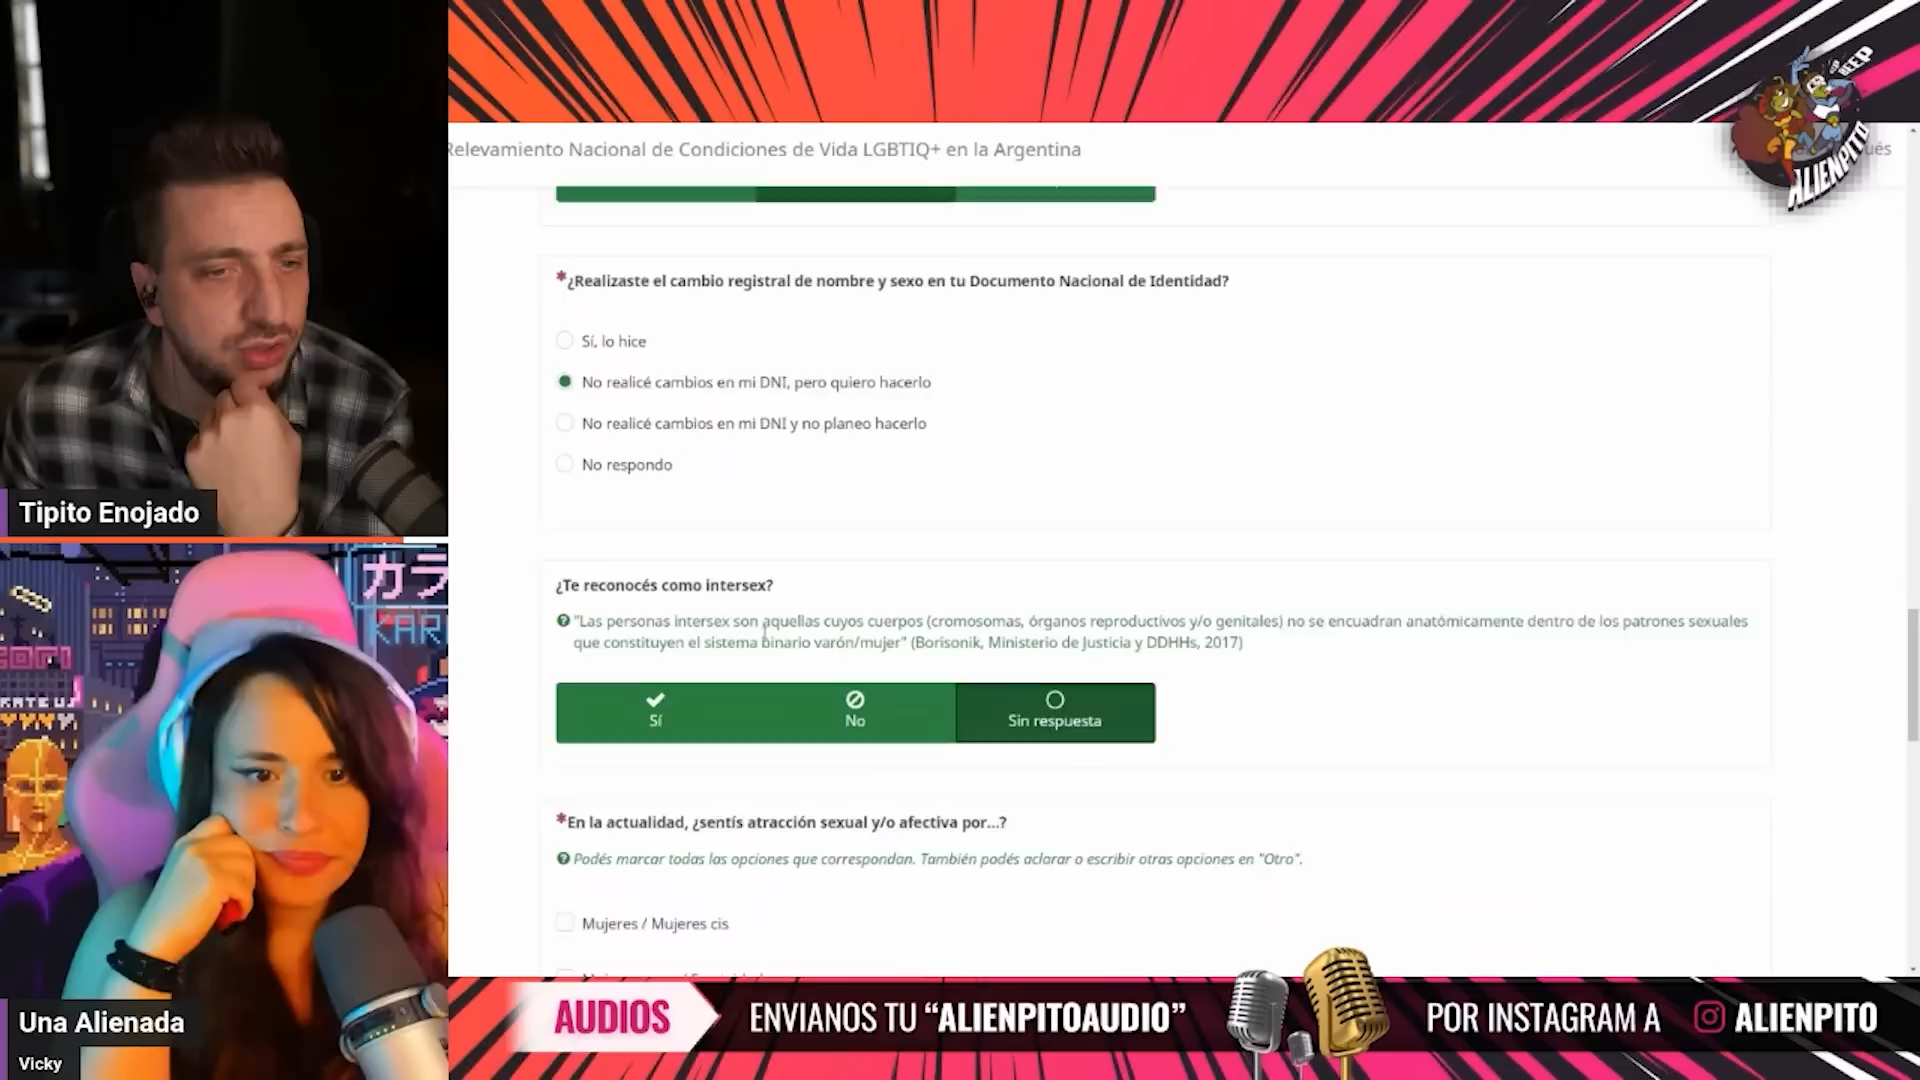 Relevamiento Nacional de Condiciones de Vida LGBTIQ+ en la Argentina
BEEP
ALIENPITO
*¿Realizaste el cambio registral de nombre y sexo en tu Documento Nacional de Identidad?
Sí, lo hice
No realicé cambios en mi DNI, pero quiero hacerlo
No realicé cambios en mi DNI y no planeo hacerlo
No respondo
Tipito Enojado
¿Te reconocés como intersex?
"Las personas intersex son aquellas cuyos cuerpos (cromosomas, órganos reproductivos y/o genitales) no se encuadran anatómicamente dentro de los patrones sexuales
que constituyen el sistema binario varón/mujer" (Borisonik, Ministerio de Justicia y DDHHs, 2017)
Sí
No
Sin respuesta
*En la actualidad, ¿sentís atracción sexual y/o afectiva por...?
Podés marcar todas las opciones que correspondan. También podés aclarar o escribir otras opciones en "Otro".
Mujeres / Mujeres cis
カラ
KAR
Una Alienada
Vicky
AUDIOS
ENVIANOS TU “ALIENPITOAUDIO”
POR INSTAGRAM A
ALIENPITO